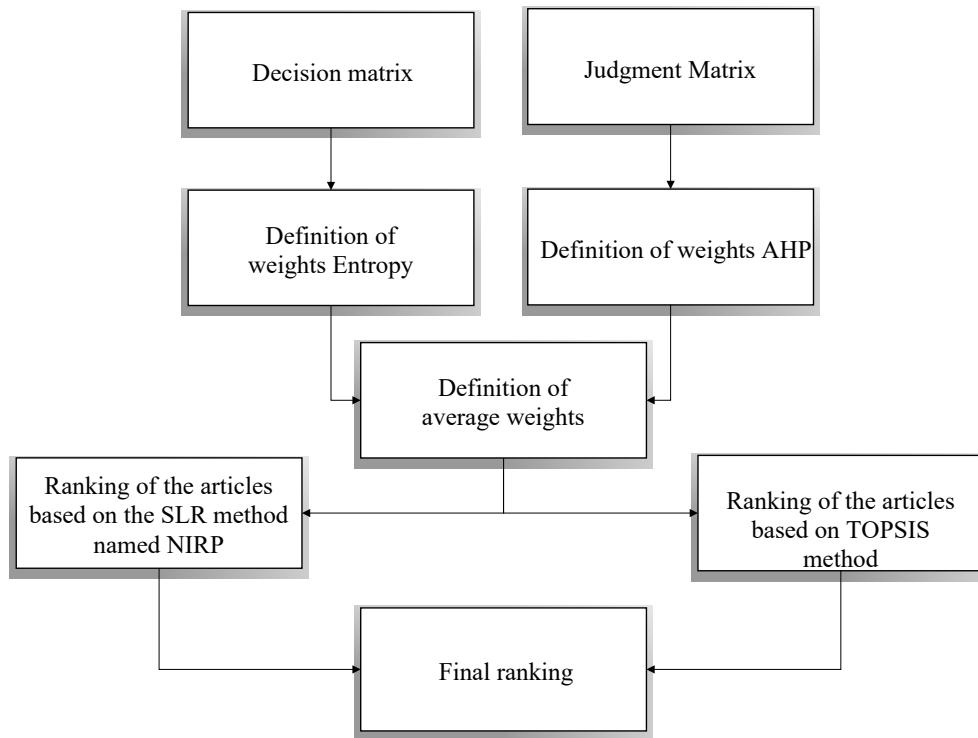 Decision matrix
Judgment Matrix
Definition of
weights Entropy
Definition of weights AHP
Definition of
average weights
Ranking of the articles
based on the SLR method
named NIRP
Ranking of the articles
based on TOPSIS
method
Final ranking